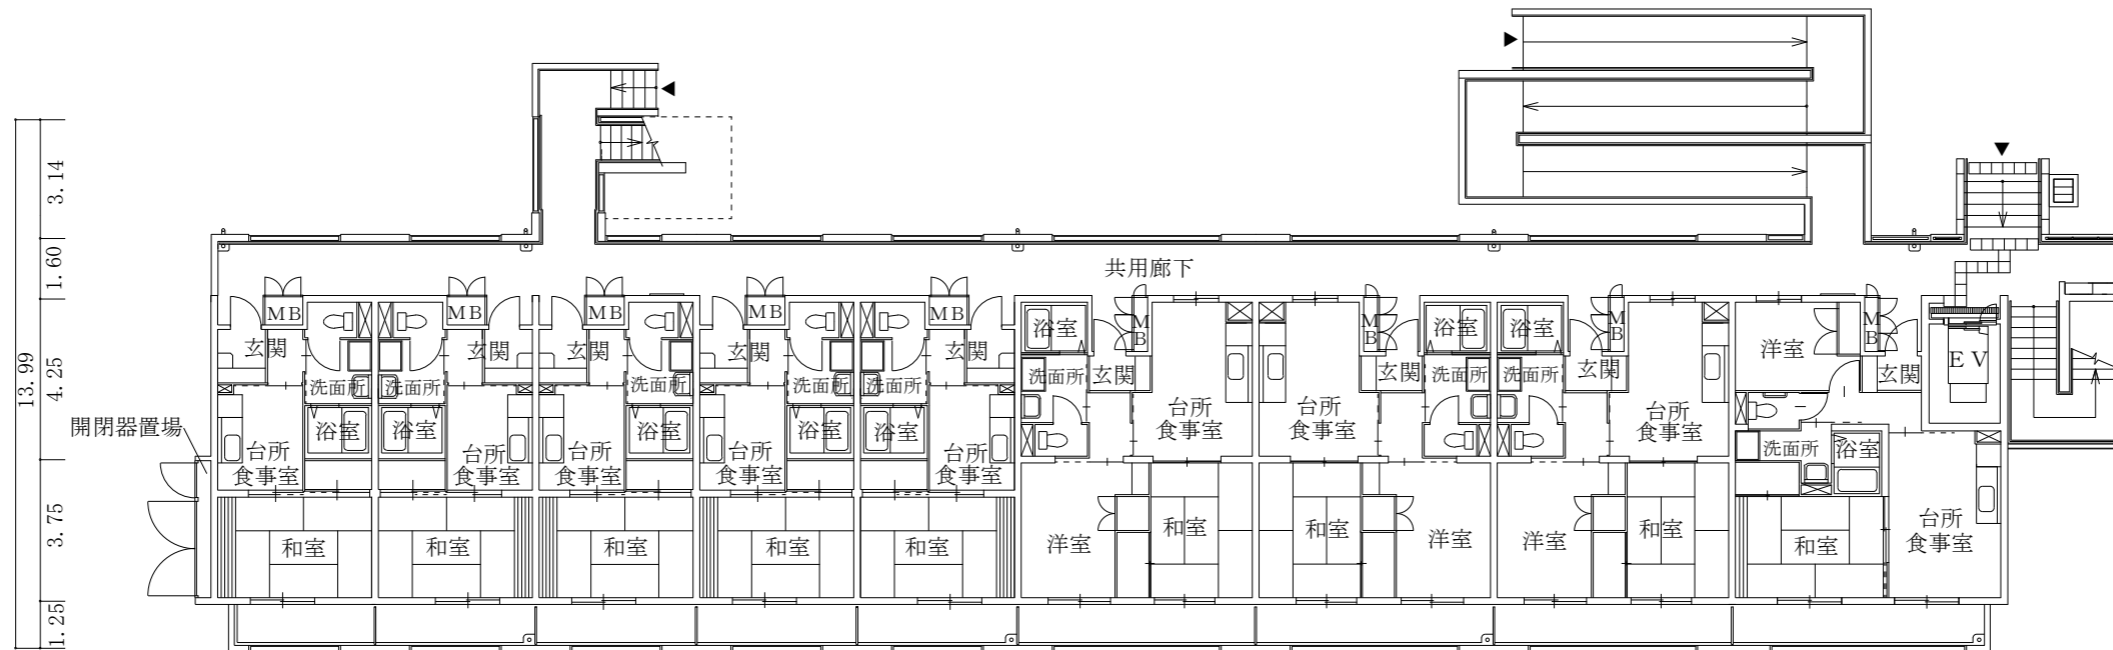 3.14
1.60
13.99
4.25
3.75
1.25
開閉器置場
共用廊下
MB
MB
MB
MB
MB
MB
MB
MB
MB
玄関
玄関
玄関
玄関
玄関
玄関
玄関
玄関
玄関
洗面所
洗面所
洗面所
洗面所
洗面所
洗面所
洗面所
洗面所
洗面所
浴室
浴室
浴室
浴室
浴室
浴室
浴室
浴室
浴室
台所
食事室
台所
食事室
台所
食事室
台所
食事室
台所
食事室
台所
食事室
台所
食事室
台所
食事室
台所
食事室
洋室
EV
和室
和室
和室
和室
和室
洋室
和室
和室
洋室
洋室
和室
和室